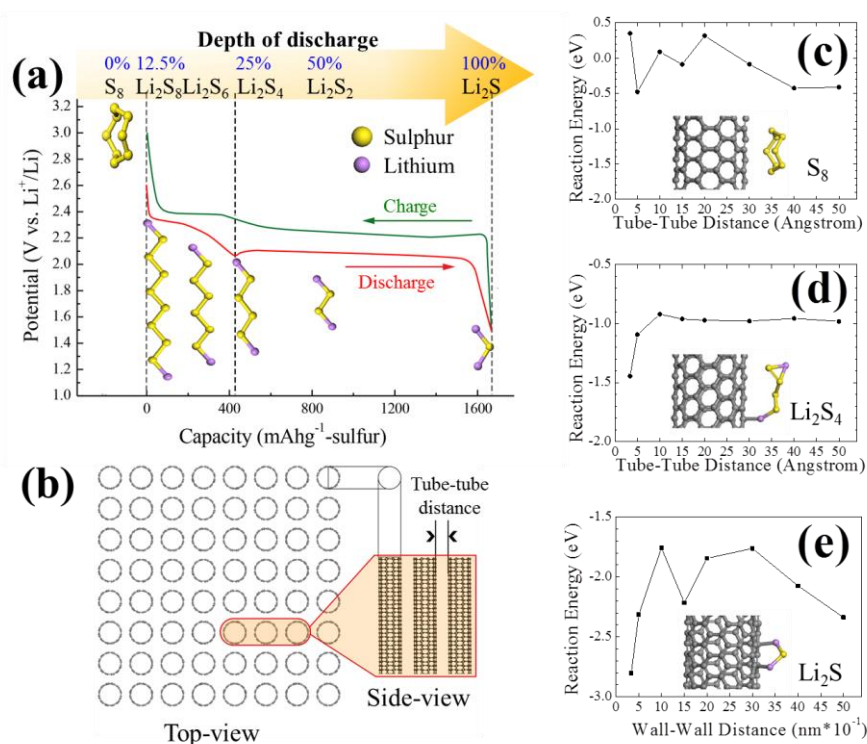 (a)
Depth of discharge
0% 12.5% 25% 50% 100%
S8 Li2S8Li2S6 Li2S4 Li2S2 Li2S
3.2
3.0
2.8
2.6
2.4
2.2
2.0
1.8
1.6
1.4
1.2
1.0
Potential (V vs. Li+/Li)
Sulphur
Lithium
Charge
Discharge
0 400 800 1200 1600
Capacity (mAhg-1-sulfur)
(b)
Tube-tube
distance
Side-view
Top-view
(c)
0.5
0.0
-0.5
-1.0
-1.5
-2.0
Reaction Energy (eV)
S8
0 5 10 15 20 25 30 35 40 45 50
Tube-Tube Distance (Angstrom)
(d)
-0.5
-1.0
-1.5
-2.0
Reaction Energy (eV)
Li2S4
0 5 10 15 20 25 30 35 40 45 50
Tube-Tube Distance (Angstrom)
(e)
-1.5
-2.0
-2.5
-3.0
Reaction Energy (eV)
Li2S
0 10 20 30 40 50
Wall-Wall Distance (nm*10-1)